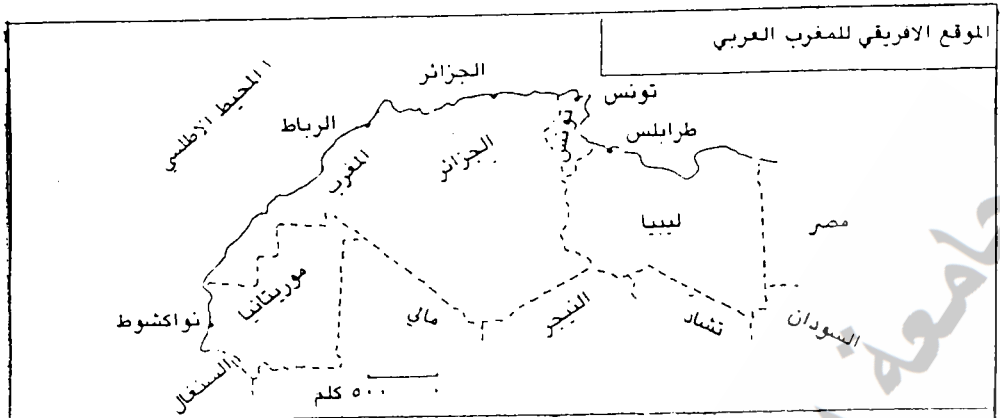 الموقع الافريقي للمغرب العربي
المحيط الاطلسي
الجزائر
تونس
الرباط
طرابلس
المغرب
الجزائر
تونس
ليبيا
مصر
موريتانيا
نواكشوط
مالي
النيجر
تشاد
السودان
السنغال
٥٠٠ كلم
جامعة